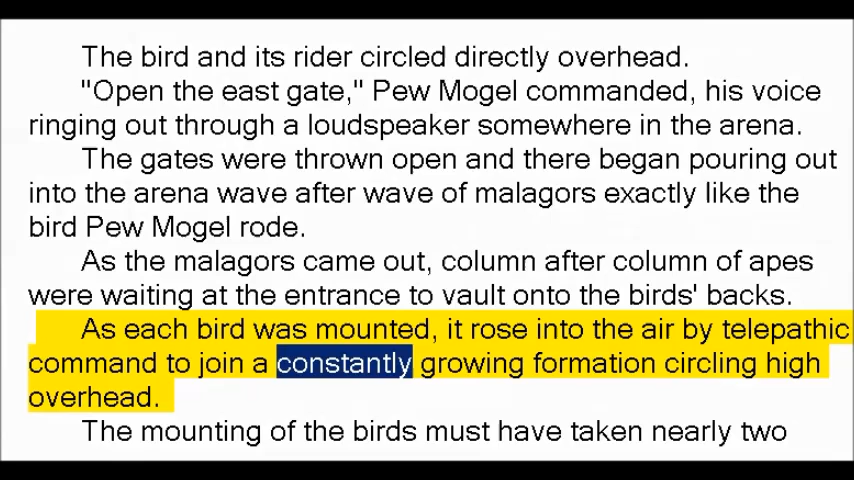 The bird and its rider circled directly overhead.
"Open the east gate," Pew Mogel commanded, his voice
ringing out through a loudspeaker somewhere in the arena.
The gates were thrown open and there began pouring out
into the arena wave after wave of malagors exactly like the
bird Pew Mogel rode.
As the malagors came out, column after column of apes
were waiting at the entrance to vault onto the birds' backs.
As each bird was mounted, it rose into the air by telepathic
command to join a constantly growing formation circling high
overhead.
The mounting of the birds must have taken nearly two